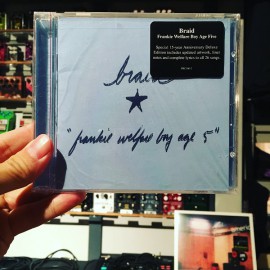 Braid
Frankie Welfare Boy Age Five
Special 15-year Anniversary Deluxe
Edition includes updated artwork, liner
notes and complete lyrics to all 26 songs.
braid
"frankie welfare boy age 5"